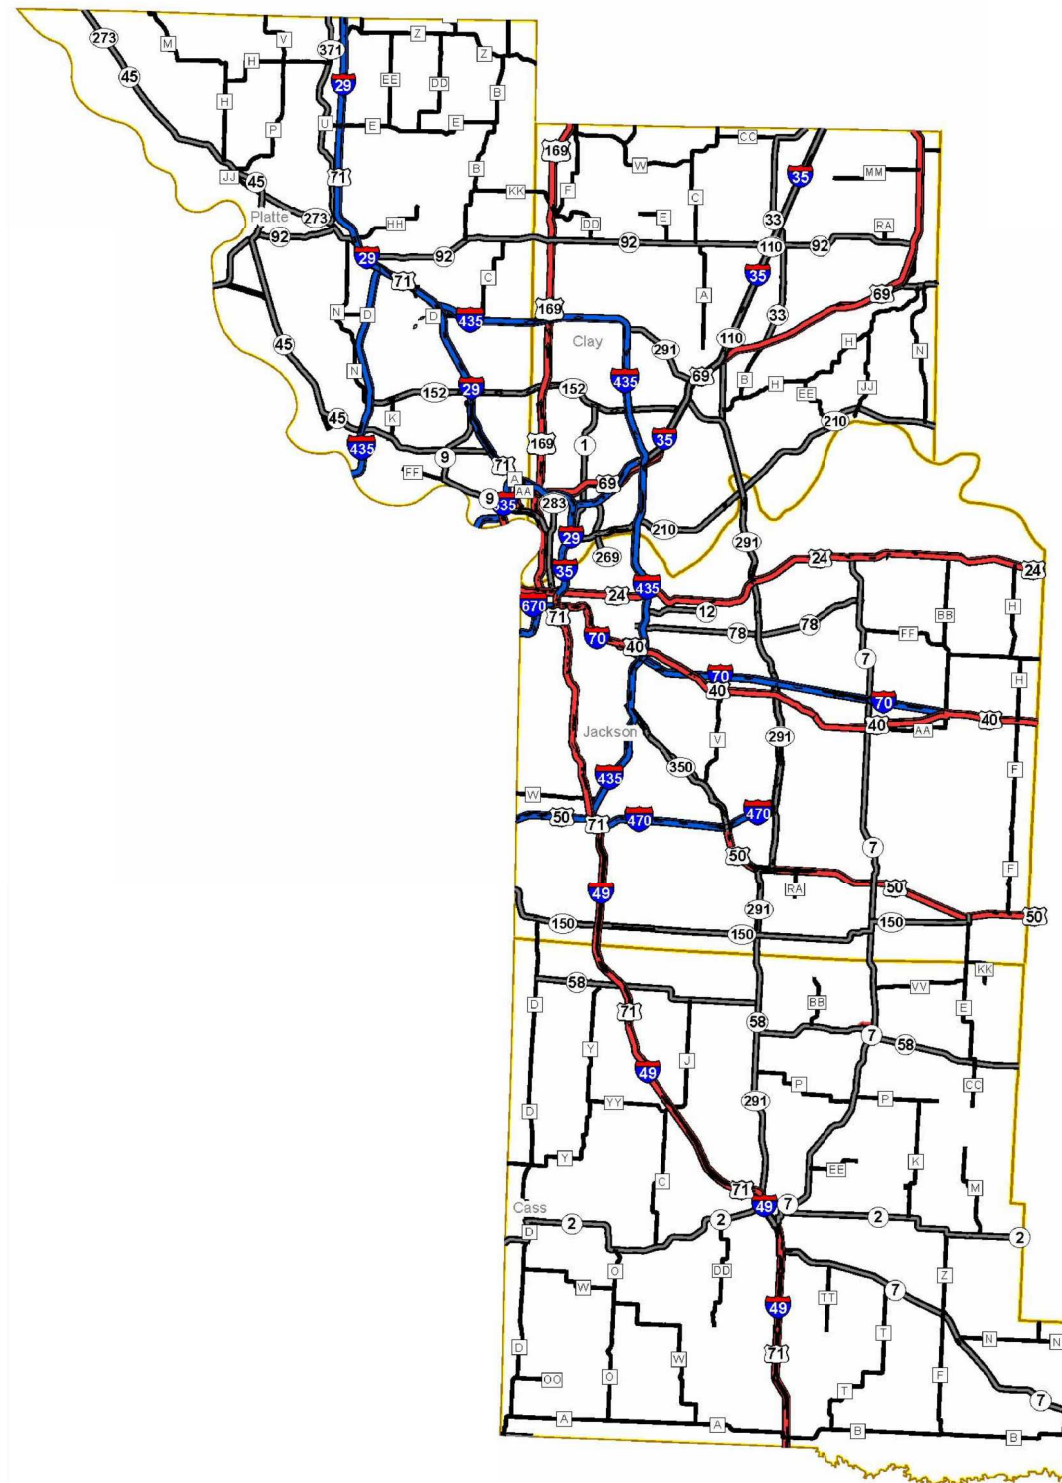 273
M
V
371
Z
Z
H
45
29
EE
DD
B
H
P
U
E
E
169
W
CC
JJ
45
71
B
KK
F
C
35
MM
Platte
273
HH
DD
E
33
RA
92
29
92
92
110
92
71
C
35
A
69
N
D
D
435
169
33
45
Clay
291
110
H
N
N
435
69
B
H
EE
JJ
152
29
152
45
K
210
435
9
71
169
1
35
FF
A
69
9
635
AA
283
210
29
269
291
35
24
24
670
24
435
12
H
71
BB
70
40
78
78
FF
7
70
40
70
H
40
40
AA
Jackson
V
291
350
F
435
W
50
71
470
470
7
50
F
49
RA
50
291
50
150
150
150
58
KK
D
71
BB
VV
E
58
7
58
Y
J
49
P
CC
YY
291
P
D
Y
EE
K
C
71
M
49
7
Cass
2
2
2
2
D
O
DD
Z
W
TT
7
49
T
N
N
D
W
71
OO
O
T
F
7
A
A
B
B